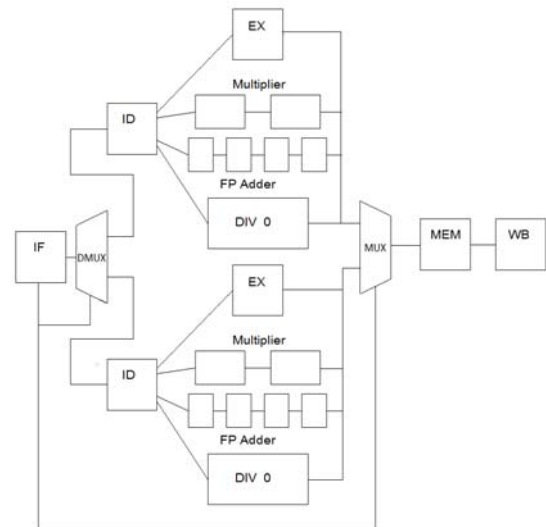 EX
Multiplier
ID
FP Adder
DIV 0
IF
DMUX
MUX
MEM
WB
EX
Multiplier
ID
FP Adder
DIV 0